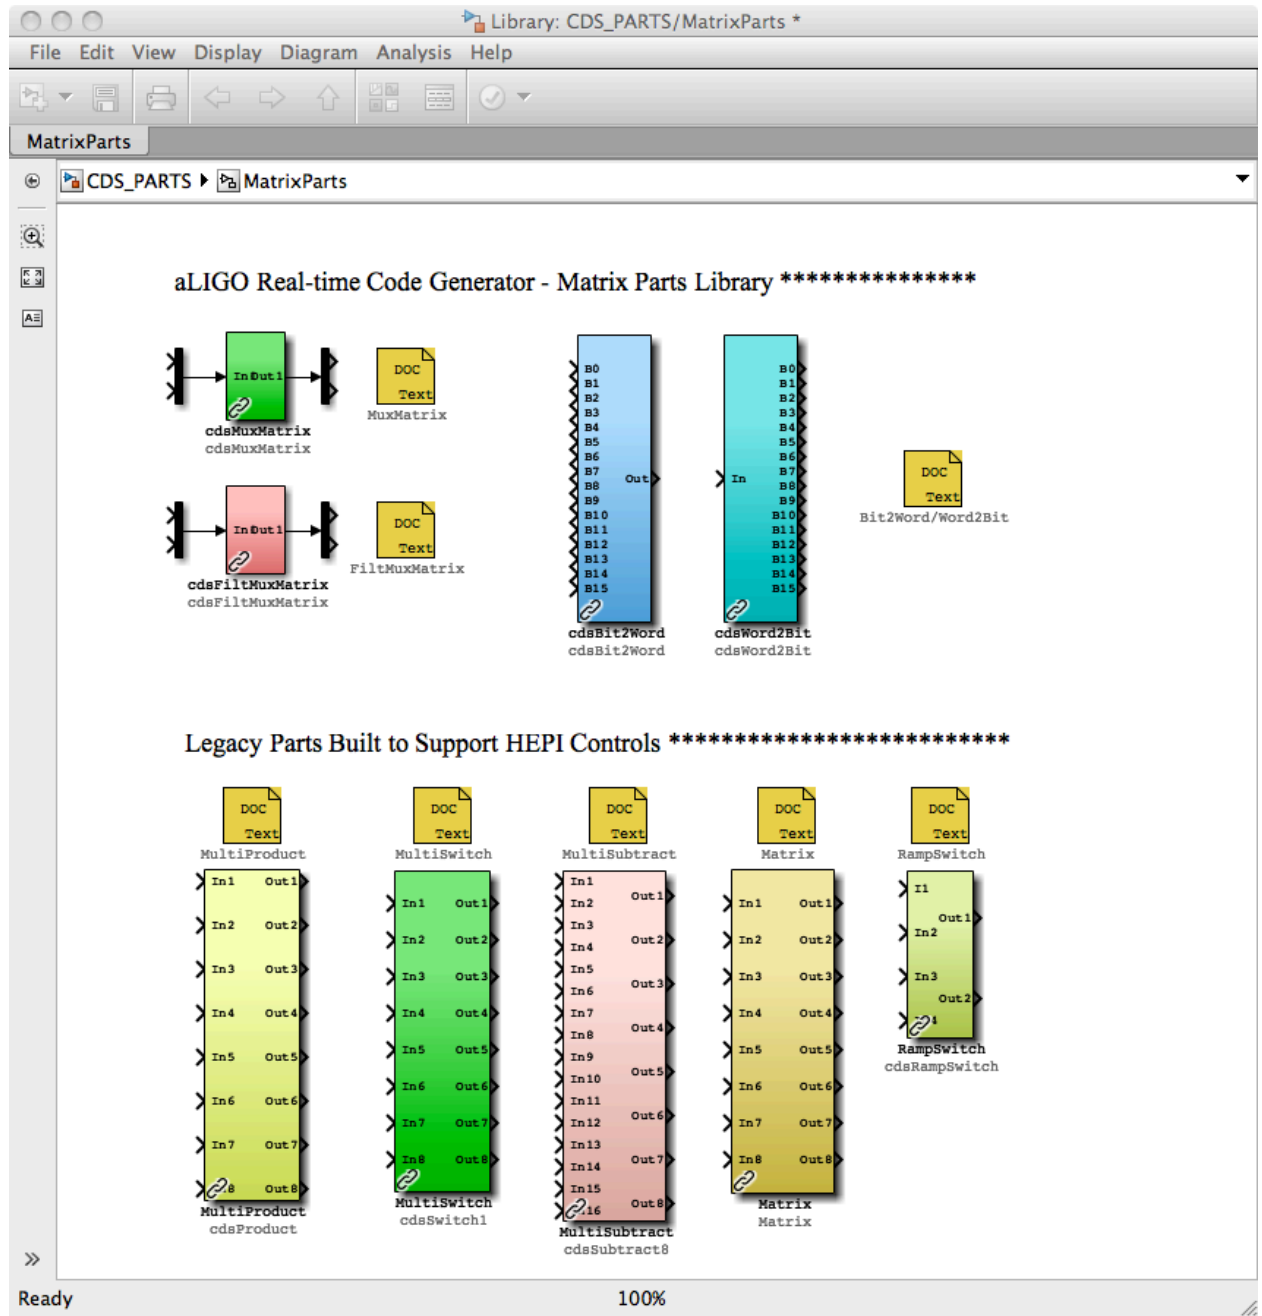 Library: CDS_PARTS/MatrixParts *
File Edit View Display Diagram Analysis Help
MatrixParts
CDS_PARTS MatrixParts
aLIGO Real-time Code Generator - Matrix Parts Library ***************
In Out1
cdsMuxMatrix
cdsMuxMatrix
DOC
Text
MuxMatrix
In Out1
cdsFiltMuxMatrix
cdsFiltMuxMatrix
DOC
Text
FiltMuxMatrix
B0
B1
B2
B3
B4
B5
B6
B7
B8
B9
B10
B11
B12
B13
B14
B15
Out
cdsBit2Word
cdsBit2Word
In
B0
B1
B2
B3
B4
B5
B6
B7
B8
B9
B10
B11
B12
B13
B14
B15
cdsWord2Bit
cdsWord2Bit
DOC
Text
Bit2Word/Word2Bit
Legacy Parts Built to Support HEPI Controls **************************
DOC
Text
MultiProduct
In1 Out1
In2 Out2
In3 Out3
In4 Out4
In5 Out5
In6 Out6
In7 Out7
8 Out8
MultiProduct
cdsProduct
DOC
Text
MultiSwitch
In1 Out1
In2 Out2
In3 Out3
In4 Out4
In5 Out5
In6 Out6
In7 Out7
In8 Out8
MultiSwitch
cdsSwitch1
DOC
Text
MultiSubtract
In1
Out1
In2
In3
Out2
In4
In5
Out3
In6
In7
Out4
In8
In9
Out5
In10
In11
Out6
In12
In13
Out7
In14
In15
Out8
16
MultiSubtract
cdsSubtract8
DOC
Text
Matrix
In1 Out1
In2 Out2
In3 Out3
In4 Out4
In5 Out5
In6 Out6
In7 Out7
In8 Out8
Matrix
Matrix
DOC
Text
RampSwitch
I1
Out1
In2
In3
Out2
4
RampSwitch
cdsRampSwitch
Ready 100%